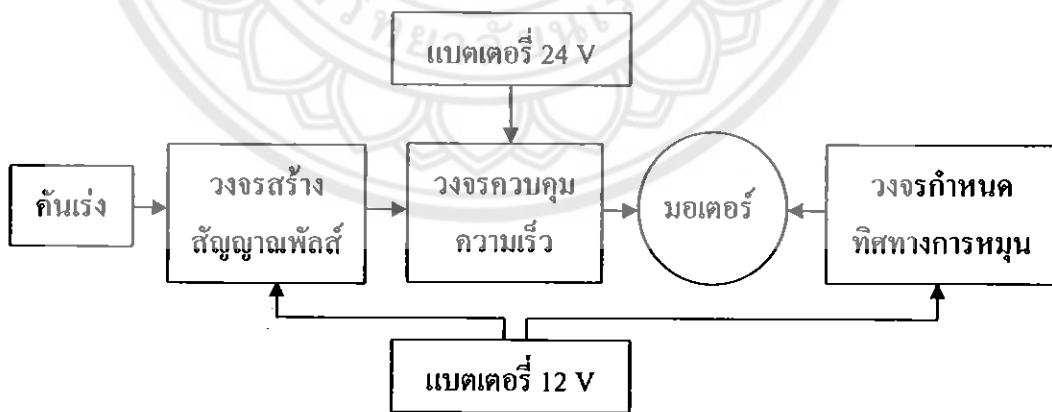 แบตเตอรี่ 24 V
คันเร่ง
วงจรสร้าง
สัญญาณพัลส์
วงจรควบคุม
ความเร็ว
มอเตอร์
วงจรกำหนด
ทิศทางการหมุน
แบตเตอรี่ 12 V